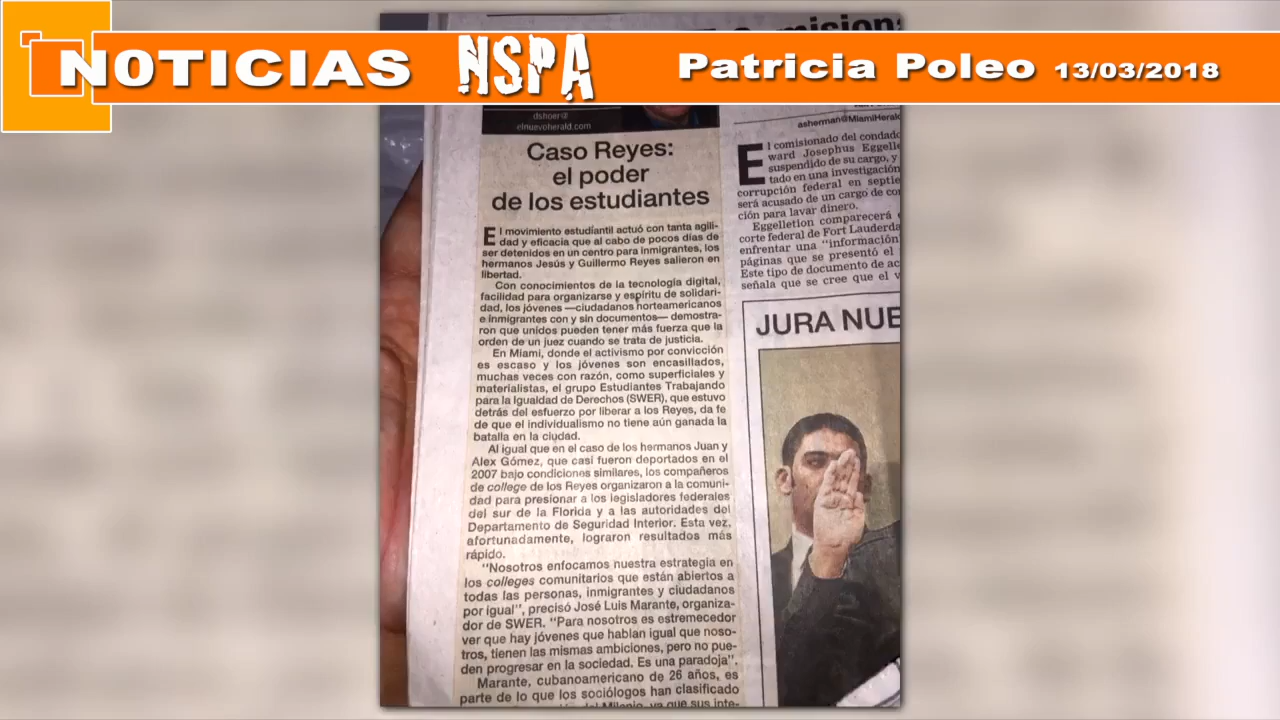 NOTICIAS NSPA Patricia Poleo 13/03/2018
dshoer@
elnuevoherald.com
Caso Reyes:
el poder
de los estudiantes
El movimiento estudiantil actuó con tanta agili-
dad y eficacia que al cabo de pocos días de
ser detenidos en un centro para inmigrantes, los
hermanos Jesús y Guillermo Reyes salieron en
libertad.
Con conocimientos de la tecnología digital,
facilidad para organizarse y espíritu de solidari-
dad, los jóvenes —ciudadanos norteamericanos
e inmigrantes con y sin documentos— demostra-
ron que unidos pueden tener más fuerza que la
orden de un juez cuando se trata de justicia.
En Miami, donde el activismo por convicción
es escaso y los jóvenes son encasillados,
muchas veces con razón, como superficiales y
materialistas, el grupo Estudiantes Trabajando
para la Igualdad de Derechos (SWER), que estuvo
detrás del esfuerzo por liberar a los Reyes, da fe
de que el individualismo no tiene aún ganada la
batalla en la ciudad.
Al igual que en el caso de los hermanos Juan y
Alex Gómez, que casi fueron deportados en el
2007 bajo condiciones similares, los compañeros
de college de los Reyes organizaron a la comuni-
dad para presionar a los legisladores federales
del sur de la Florida y a las autoridades del
Departamento de Seguridad Interior. Esta vez,
afortunadamente, lograron resultados más
rápido.
"Nosotros enfocamos nuestra estrategia en
los colleges comunitarios que están abiertos a
todas las personas, inmigrantes y ciudadanos
por igual", precisó José Luis Marante, organiza-
dor de SWER. "Para nosotros es estremecedor
ver que hay jóvenes que hablan igual que noso-
tros, tienen las mismas ambiciones, pero no pue-
den progresar en la sociedad. Es una paradoja".
Marante, cubanoamericano de 26 años, es
parte de lo que los sociólogos han clasificado
del Milenio, ya que sus inte-
asherman@MiamiHerald
El comisionado del condado
ward Josephus Eggelle
suspendido de su cargo, y
tado en una investigación
corrupción federal en septie
será acusado de un cargo de co
ción para lavar dinero.
Eggelletion comparecerá
corte federal de Fort Lauderda
enfrentar una "información
páginas que se presentó el
Este tipo de documento de ac
señala que se cree que el v
JURA NUE